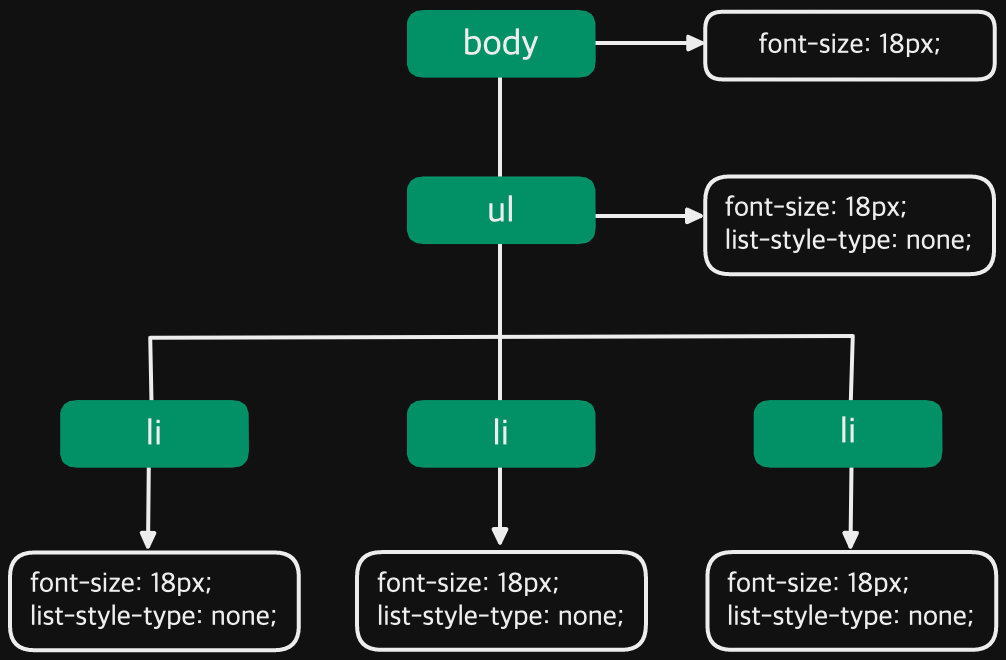 body
font-size: 18px;
ul
font-size: 18px;
list-style-type: none;
li
li
li
font-size: 18px;
list-style-type: none;
font-size: 18px;
list-style-type: none;
font-size: 18px;
list-style-type: none;